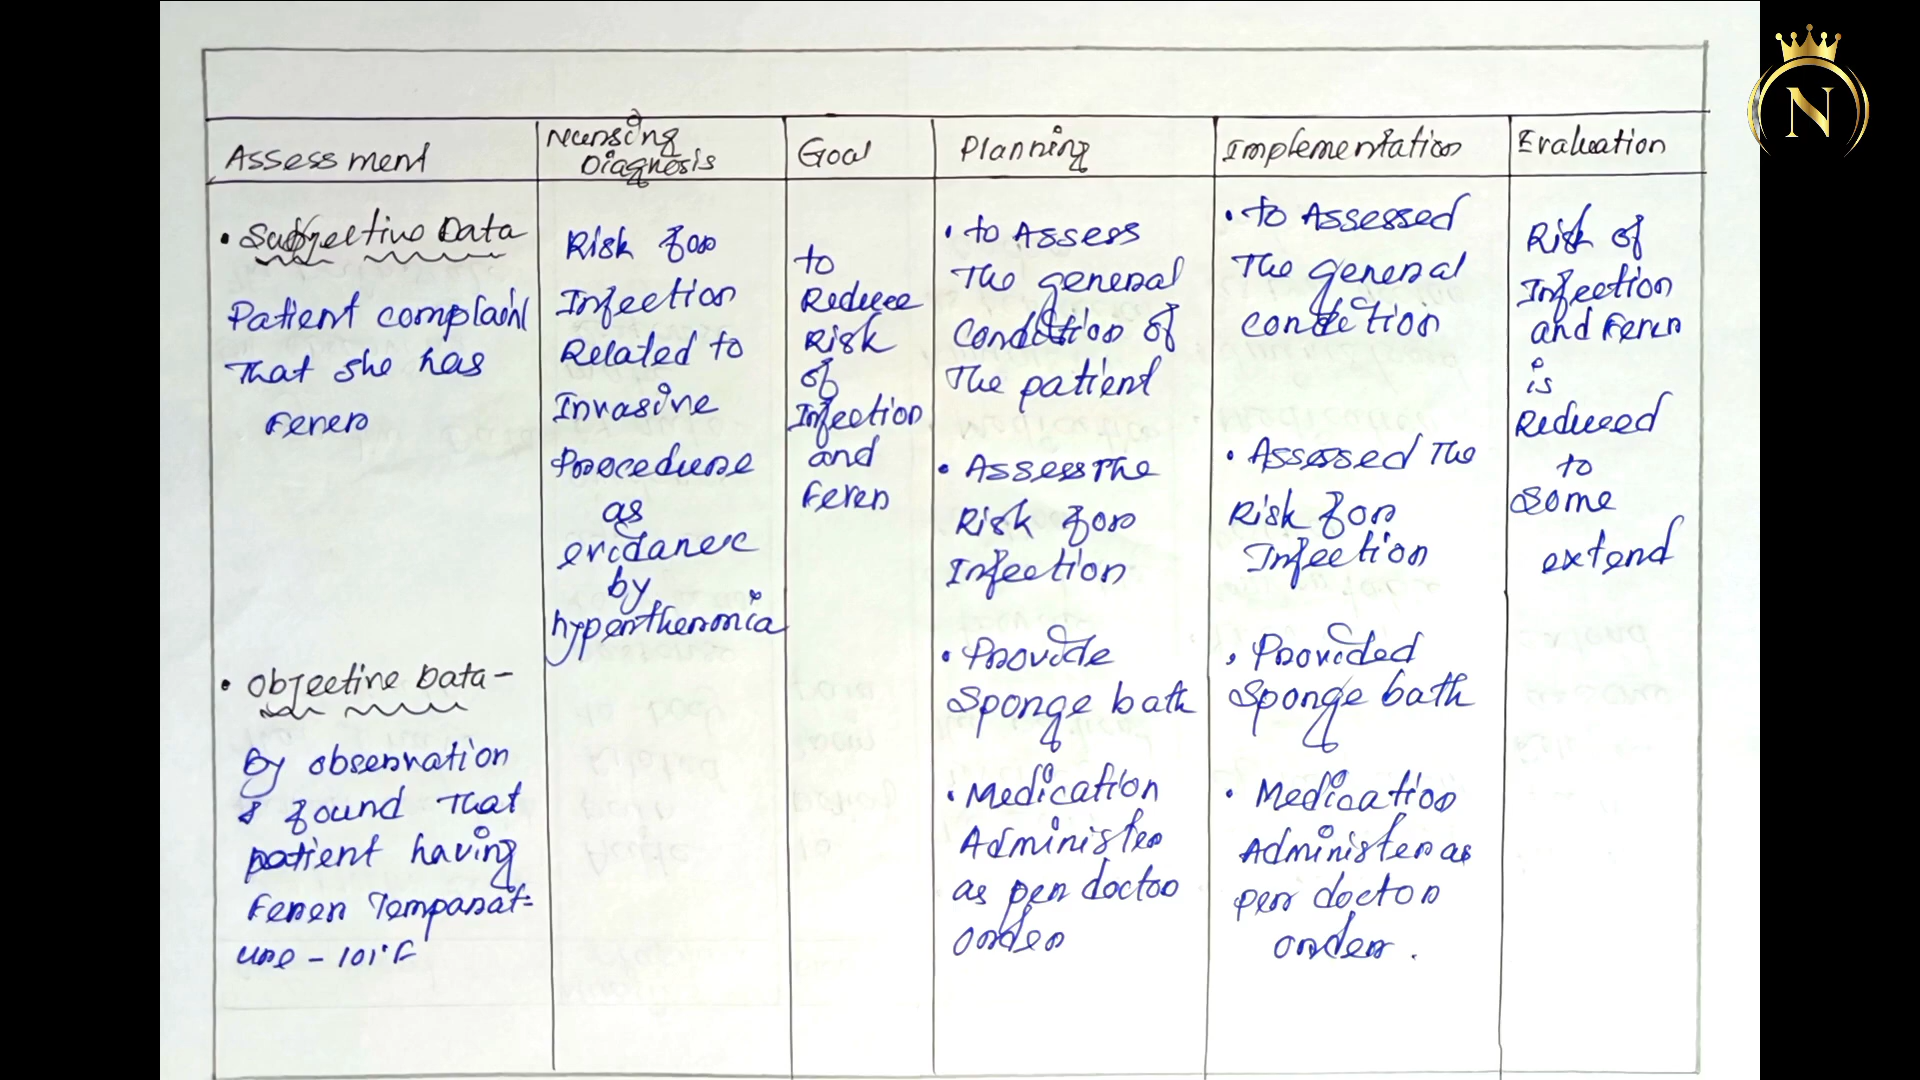 Assessment
Nursing
Diagnosis
Goal
Planning
Implementation
Evaluation
• Subjective Data
Patient complaint
That she has
Fever
• Objective Data-
By observation
I found that
patient having
Fever Temparat-
ure - 101°F
Risk for
Infection
Related to
Invasive
Procedure
as
evidanec
by
hyperthermia
to
Reduce
Risk
of
Infection
and
Fever
• to Assess
The general
Condition of
The patient
• Assess The
Risk for
Infection
• Provide
Sponge bath
• Medication
Administer
as per doctor
order
• to Assessed
The general
condition
• Assessed The
Risk for
Infection
• Provided
Sponge bath
• Medication
Administer as
per doctor
order.
Risk of
Infection
and Fever
is
Reduced
to
Some
extend
N